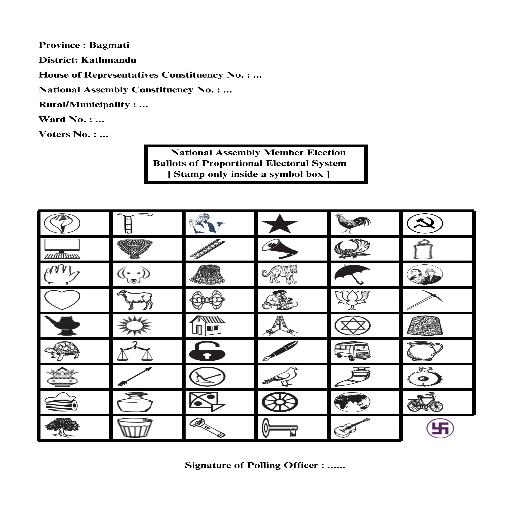 Province : Bagmati
District: Kathmandu
House of Representatives Constituency No. : ...
National Assembly Constituency No. : ...
Rural/Municipality : ...
Ward No. : ...
Voters No. : ...
National Assembly Member Election
Ballots of Proportional Electoral System
[ Stamp only inside a symbol box ]
Signature of Polling Officer : ......